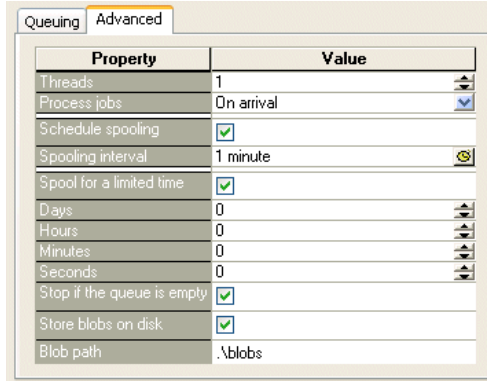 Queuing Advanced
Property Value
Threads 1
Process jobs On arrival
Schedule spooling
Spooling interval 1 minute
Spool for a limited time
Days 0
Hours 0
Minutes 0
Seconds 0
Stop if the queue is empty
Store blobs on disk
Blob path .\blobs